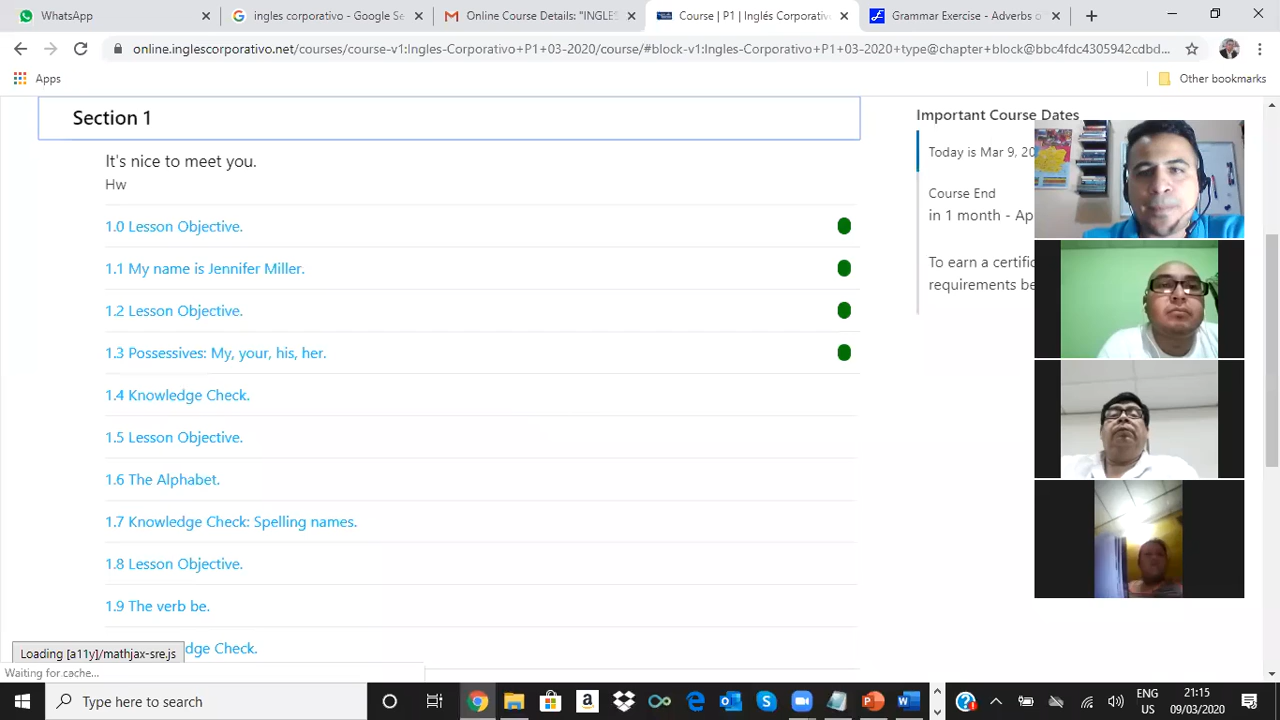 WhatsApp
ingles corporativo - Google Se
Online Course Details: "INGLES
Course | P1 | Inglés Corporativ
Grammar Exercise - Adverbs o
online.inglescorporativo.net/courses/course-v1:Ingles-Corporativo+P1+03-2020/course/#block-v1:Ingles-Corporativo+P1+03-2020+type@chapter+block@bbc4fdc4305942cdbd...
Apps
Other bookmarks
Section 1
It's nice to meet you.
Hw
1.0 Lesson Objective.
1.1 My name is Jennifer Miller.
1.2 Lesson Objective.
1.3 Possessives: My, your, his, her.
1.4 Knowledge Check.
1.5 Lesson Objective.
1.6 The Alphabet.
1.7 Knowledge Check: Spelling names.
1.8 Lesson Objective.
1.9 The verb be.
dge Check.
Important Course Dates
Today is Mar 9, 20
Course End
in 1 month - Ap
To earn a certific
requirements be
Loading [a11y]/mathjax-sre.js
Waiting for cache...
Type here to search
ENG
US
21:15
09/03/2020